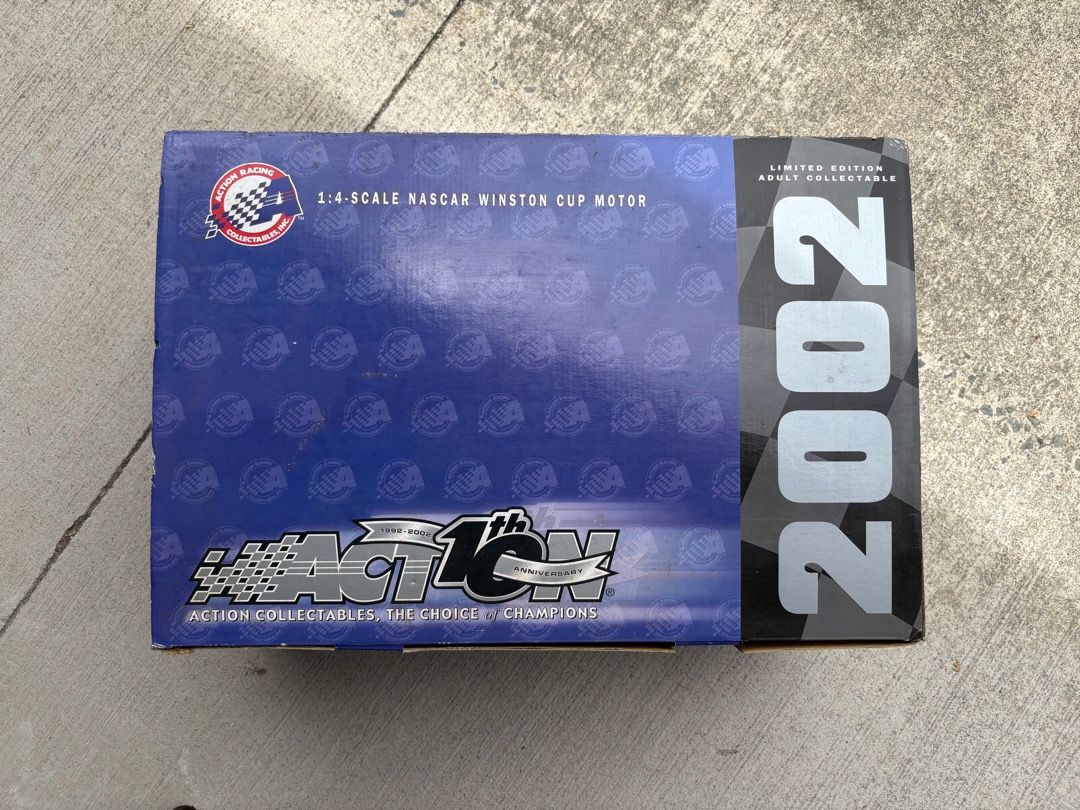 ACTION RACING
COLLECTABLES, INC.
TM
1:4-SCALE NASCAR WINSTON CUP MOTOR
LIMITED EDITION
ADULT COLLECTABLE
2002
1992-2002
ACTION
10th
ANNIVERSARY
®
ACTION COLLECTABLES, THE CHOICE of CHAMPIONS